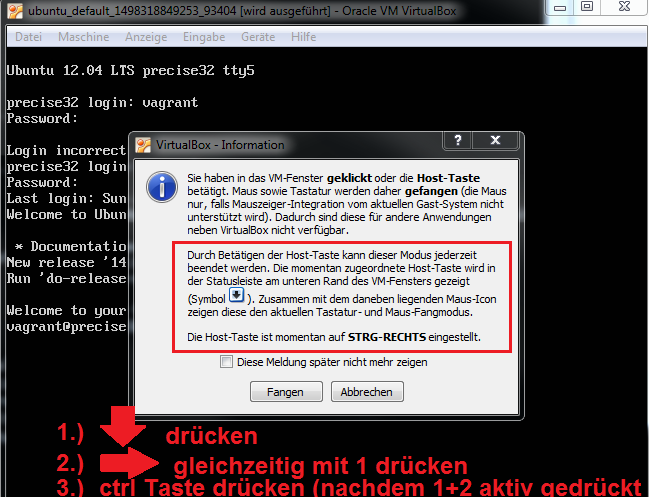 ubuntu_default_1498318849253_93404 [wird ausgeführt] - Oracle VM VirtualBox
Datei Maschine Anzeige Eingabe Geräte Hilfe
Ubuntu 12.04 LTS precise32 tty5
precise32 login: vagrant
Password:
Login incorrect
precise32 login
Password:
Last login: Sun
Welcome to Ubun
* Documentatio
New release '14
Run 'do-release
Welcome to your
vagrant@precise
VirtualBox - Information
Sie haben in das VM-Fenster geklickt oder die Host-Taste
betätigt. Maus sowie Tastatur werden daher gefangen (die Maus
nur, falls Mauszeiger-Integration vom aktuellen Gast-System nicht
unterstützt wird). Dadurch sind diese für andere Anwendungen
neben VirtualBox nicht verfügbar.
Durch Betätigen der Host-Taste kann dieser Modus jederzeit
beendet werden. Die momentan zugeordnete Host-Taste wird in
der Statusleiste am unteren Rand des VM-Fensters gezeigt
(Symbol ). Zusammen mit dem daneben liegenden Maus-Icon
zeigen diese den aktuellen Tastatur- und Maus-Fangmodus.
Die Host-Taste ist momentan auf STRG-RECHTS eingestellt.
Diese Meldung später nicht mehr zeigen
Fangen Abbrechen
1.) drücken
2.) gleichzeitig mit 1 drücken
3.) ctrl Taste drücken (nachdem 1+2 aktiv gedrückt